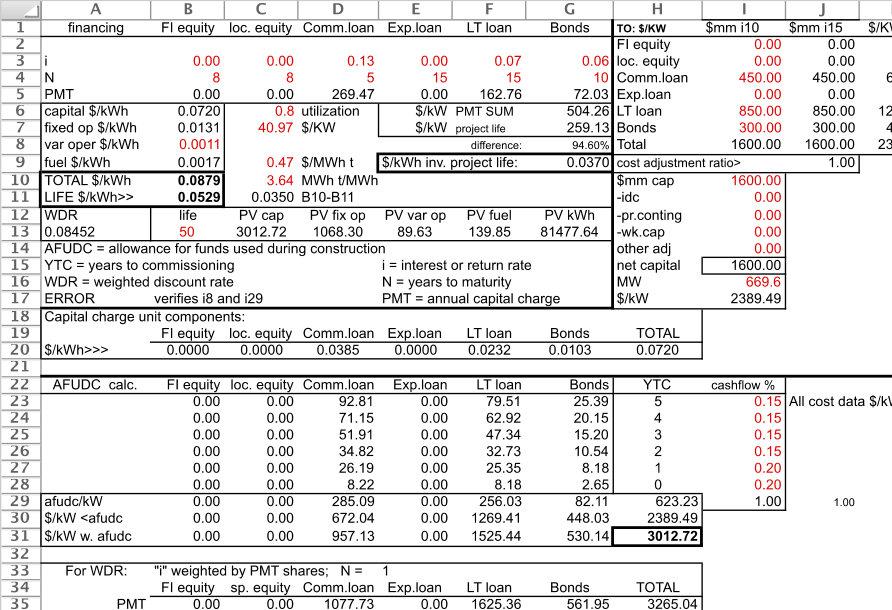 A B C D E F G H I J
1 financing FI equity loc. equity Comm.loan Exp.loan LT loan Bonds TO: $/KW $mm i10 $mm i15
2 FI equity 0.00 0.00
3 i 0.00 0.00 0.13 0.00 0.07 0.06 loc. equity 0.00 0.00
4 N 8 8 5 15 15 10 Comm.loan 450.00 450.00
5 PMT 0.00 0.00 269.47 0.00 162.76 72.03 Exp.loan 0.00 0.00
6 capital $/kWh 0.0720 0.8 utilization $/kW PMT SUM 504.26 LT loan 850.00 850.00 12
7 fixed op $/kWh 0.0131 40.97 $/KW $/kW project life 259.13 Bonds 300.00 300.00 4
8 var oper $/kWh 0.0011 difference: 94.60% Total 1600.00 1600.00 23
9 fuel $/kWh 0.0017 0.47 $/MWh t $/kWh inv. project life: 0.0370 cost adjustment ratio> 1.00
10 TOTAL $/kWh 0.0879 3.64 MWh t/MWh $mm cap 1600.00
11 LIFE $/kWh>> 0.0529 0.0350 B10-B11 -idc 0.00
12 WDR life PV cap PV fix op PV var op PV fuel PV kWh -pr.conting 0.00
13 0.08452 50 3012.72 1068.30 89.63 139.85 81477.64 -wk.cap 0.00
14 AFUDC = allowance for funds used during construction other adj 0.00
15 YTC = years to commissioning i = interest or return rate net capital 1600.00
16 WDR = weighted discount rate N = years to maturity MW 669.6
17 ERROR verifies i8 and i29 PMT = annual capital charge $/kW 2389.49
18 Capital charge unit components:
19 FI equity loc. equity Comm.loan Exp.loan LT loan Bonds TOTAL
20 $/kWh>>> 0.0000 0.0000 0.0385 0.0000 0.0232 0.0103 0.0720
21
22 AFUDC calc. FI equity loc. equity Comm.loan Exp.loan LT loan Bonds YTC cashflow %
23 0.00 0.00 92.81 0.00 79.51 25.39 5 0.15 All cost data $/kW
24 0.00 0.00 71.15 0.00 62.92 20.15 4 0.15
25 0.00 0.00 51.91 0.00 47.34 15.20 3 0.15
26 0.00 0.00 34.82 0.00 32.73 10.54 2 0.15
27 0.00 0.00 26.19 0.00 25.35 8.18 1 0.20
28 0.00 0.00 8.22 0.00 8.18 2.65 0 0.20
29 afudc/kW 0.00 0.00 285.09 0.00 256.03 82.11 623.23 1.00 1.00
30 $/kW <afudc 0.00 0.00 672.04 0.00 1269.41 448.03 2389.49
31 $/kW w. afudc 0.00 0.00 957.13 0.00 1525.44 530.14 3012.72
32
33 For WDR: "i" weighted by PMT shares; N = 1
34 FI equity sp. equity Comm.loan Exp.loan LT loan Bonds TOTAL
35 PMT 0.00 0.00 1077.73 0.00 1625.36 561.95 3265.04